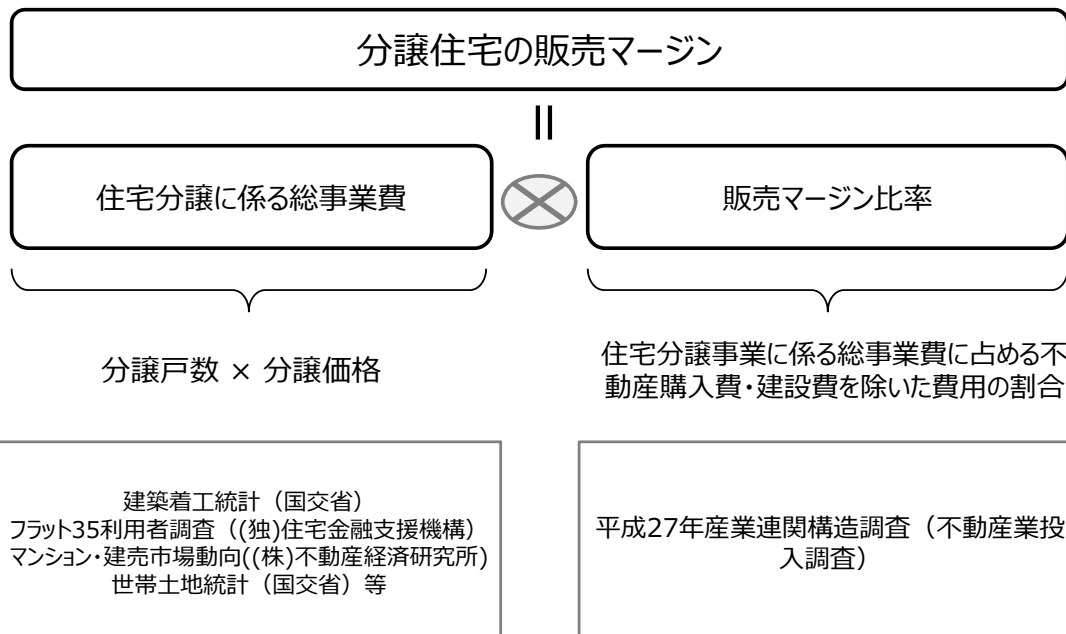 分譲住宅の販売マージン
=
住宅分譲に係る総事業費
販売マージン比率
分譲戸数 × 分譲価格
住宅分譲事業に係る総事業費に占める不
動産購入費・建設費を除いた費用の割合
建築着工統計（国交省）
フラット35利用者調査（(独)住宅金融支援機構）
マンション・建売市場動向((株)不動産経済研究所)
世帯土地統計（国交省）等
平成27年産業連関構造調査（不動産業投
入調査）